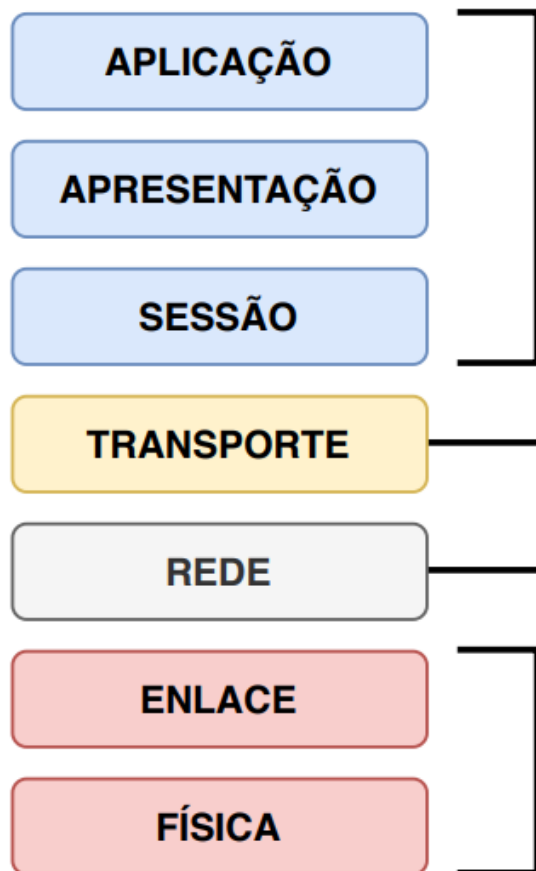 APLICAÇÃO
APRESENTAÇÃO
SESSÃO
TRANSPORTE
REDE
ENLACE
FÍSICA